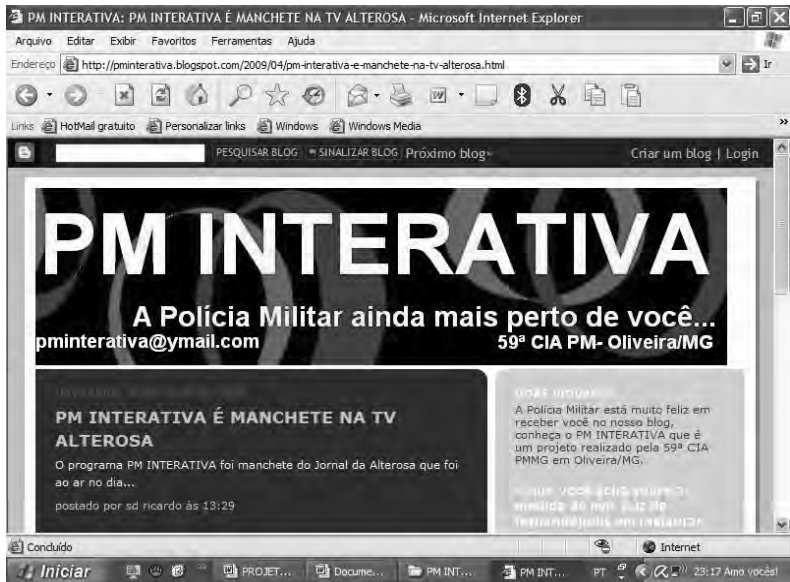 PM INTERATIVA: PM INTERATIVA É MANCHETE NA TV ALTEROSA - Microsoft Internet Explorer
Arquivo Editar Exibir Favoritos Ferramentas Ajuda
Endereço http://pminterativa.blogspot.com/2009/04/pm-interativa-e-manchete-na-tv-alterosa.html Ir
Links HotMail gratuito Personalizar links Windows Windows Media »
PESQUISAR BLOG SINALIZAR BLOG Próximo blog» Criar um blog | Login
PM INTERATIVA
A Polícia Militar ainda mais perto de você...
pminterativa@ymail.com 59ª CIA PM- Oliveira/MG
PM INTERATIVA É MANCHETE NA TV
ALTEROSA
O programa PM INTERATIVA foi manchete do Jornal da Alterosa que foi
ao ar no dia...
postado por sd ricardo às 13:29
A Polícia Militar está muito feliz em
receber você no nosso blog,
conheça o PM INTERATIVA que é
um projeto realizado pela 59ª CIA
PMMG em Oliveira/MG.
Concluído Internet
Iniciar PROJET... Docume... PM INT... PM INT... PT 23:17 Amo vocês!